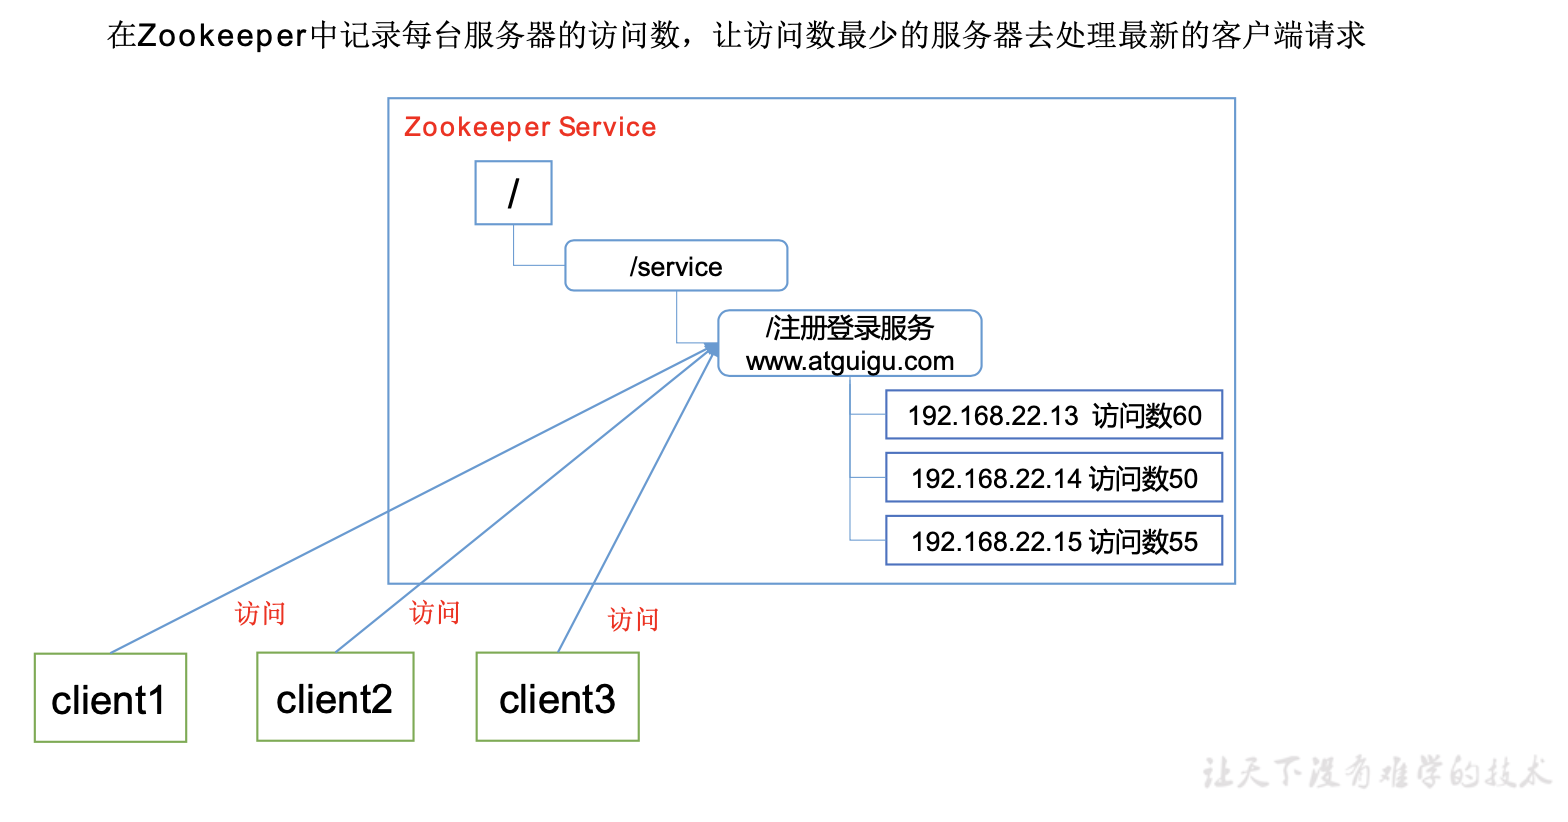 在Zookeeper中记录每台服务器的访问数，让访问数最少的服务器去处理最新的客户端请求
Zookeeper Service
/
/service
/注册登录服务
www.atguigu.com
192.168.22.13 访问数60
192.168.22.14 访问数50
192.168.22.15 访问数55
访问
访问
访问
client1
client2
client3
让天下没有难学的技术